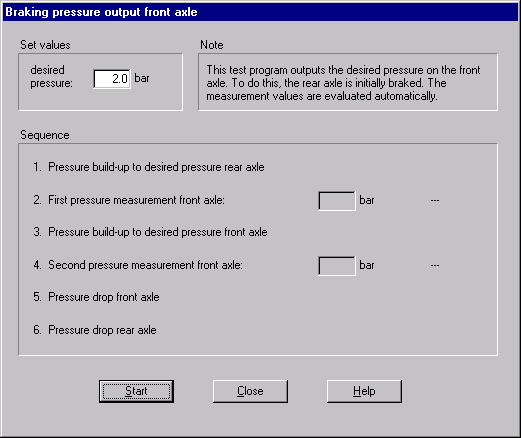 Braking pressure output front axle
Set values
desired
pressure:
2.0 bar
Note
This test program outputs the desired pressure on the front
axle. To do this, the rear axle is initially braked. The
measurement values are evaluated automatically.
Sequence
1. Pressure build-up to desired pressure rear axle
2. First pressure measurement front axle: bar ---
3. Pressure build-up to desired pressure front axle
4. Second pressure measurement front axle: bar ---
5. Pressure drop front axle
6. Pressure drop rear axle
Start Close Help